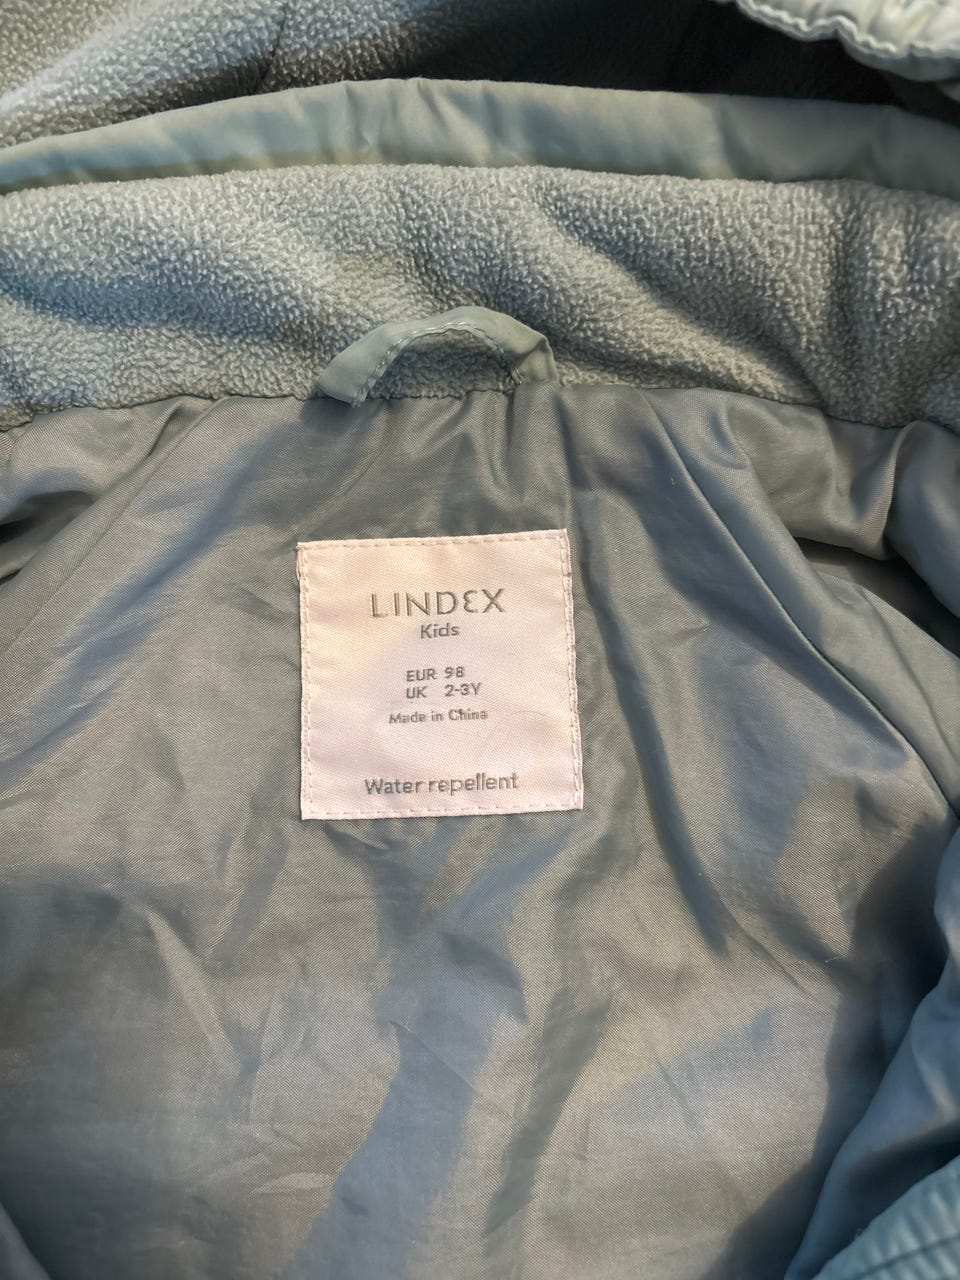 LINDEX
Kids
EUR 98
UK 2-3Y
Made in China
Water repellent